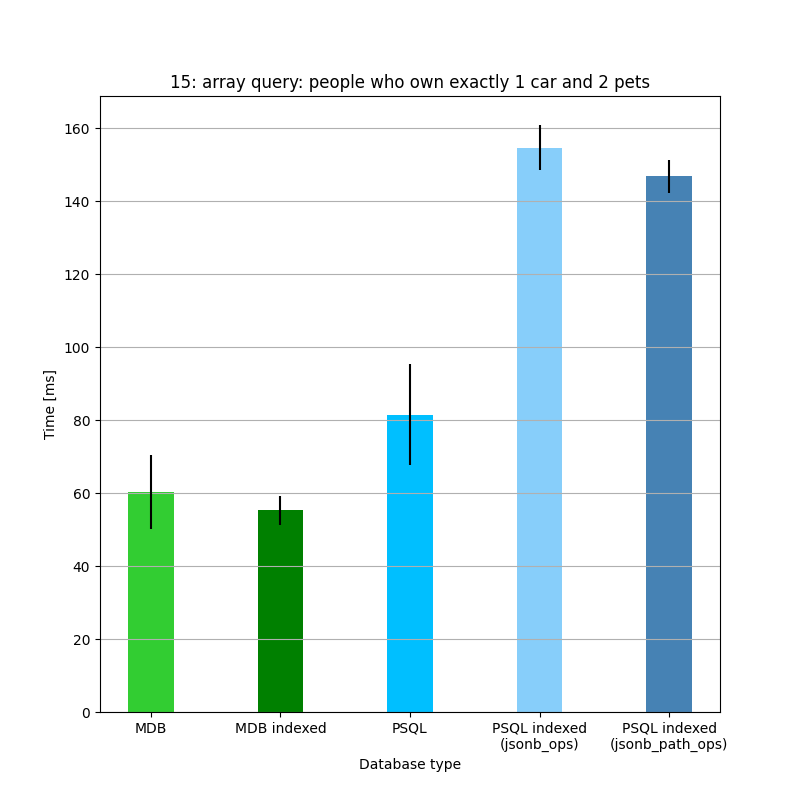 15: array query: people who own exactly 1 car and 2 pets
Time [ms]
160
140
120
100
80
60
40
20
0
MDB
MDB indexed
PSQL
PSQL indexed
(jsonb_ops)
PSQL indexed
(jsonb_path_ops)
Database type